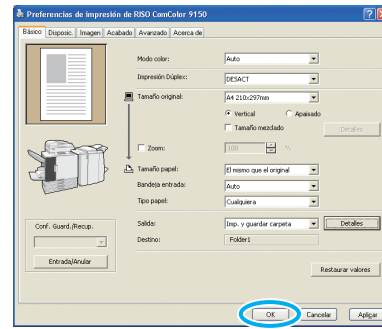 Preferencias de impresión de RISO ComColor 9150
Básico Disposic. Imagen Acabado Avanzado Acerca de
Modo color: Auto
Impresión Dúplex: DESACT
Tamaño original: A4 210x297mm
Vertical Apaisado
Tamaño mezclado Detalles
Zoom: 100 %
Tamaño papel: El mismo que el original
Bandeja entrada: Auto
Tipo papel: Cualquiera
Conf. Guard./Recup.
Salida: Imp. y guardar carpeta Detalles
Destino: Folder1
Entrada/Anular
Restaurar valores
OK Cancelar Aplicar